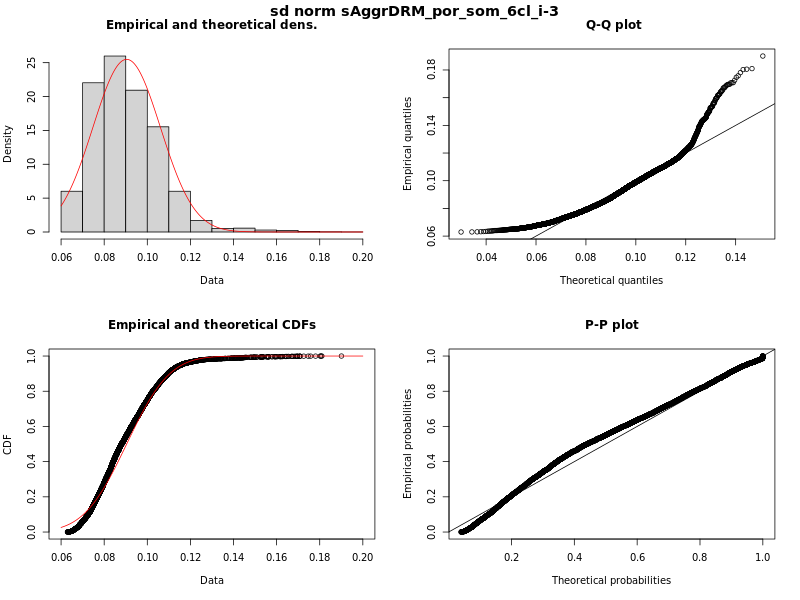 sd norm sAggrDRM_por_som_6cl_i-3
Empirical and theoretical dens.
Density
0 5 10 15 20 25
0.06 0.08 0.10 0.12 0.14 0.16 0.18 0.20
Data
Q-Q plot
Empirical quantiles
0.06 0.10 0.14 0.18
0.04 0.06 0.08 0.10 0.12 0.14
Theoretical quantiles
Empirical and theoretical CDFs
CDF
0.0 0.2 0.4 0.6 0.8 1.0
0.06 0.08 0.10 0.12 0.14 0.16 0.18 0.20
Data
P-P plot
Empirical probabilities
0.0 0.2 0.4 0.6 0.8 1.0
0.2 0.4 0.6 0.8 1.0
Theoretical probabilities